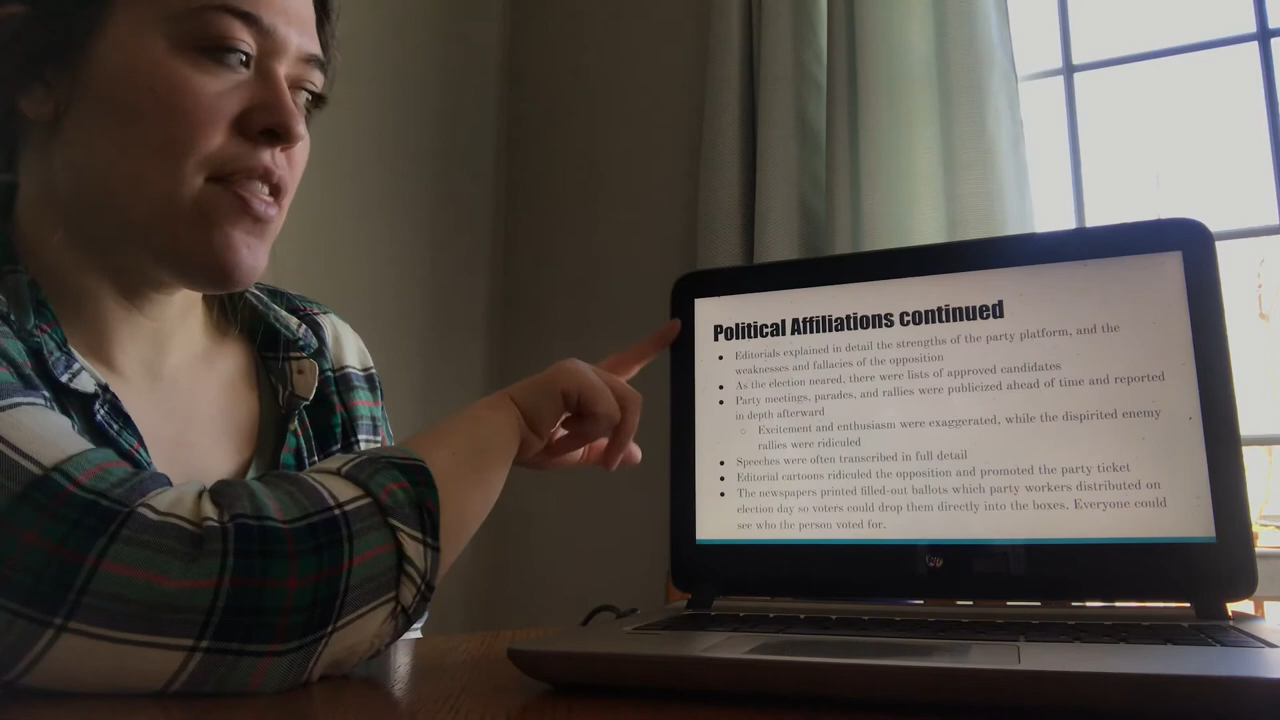 Political Affiliations continued
• Editorials explained in detail the strengths of the party platform, and the
weaknesses and fallacies of the opposition
• As the election neared, there were lists of approved candidates
• Party meetings, parades, and rallies were publicized ahead of time and reported
in depth afterward
○ Excitement and enthusiasm were exaggerated, while the dispirited enemy
rallies were ridiculed
• Speeches were often transcribed in full detail
• Editorial cartoons ridiculed the opposition and promoted the party ticket
• The newspapers printed filled-out ballots which party workers distributed on
election day so voters could drop them directly into the boxes. Everyone could
see who the person voted for.
hp